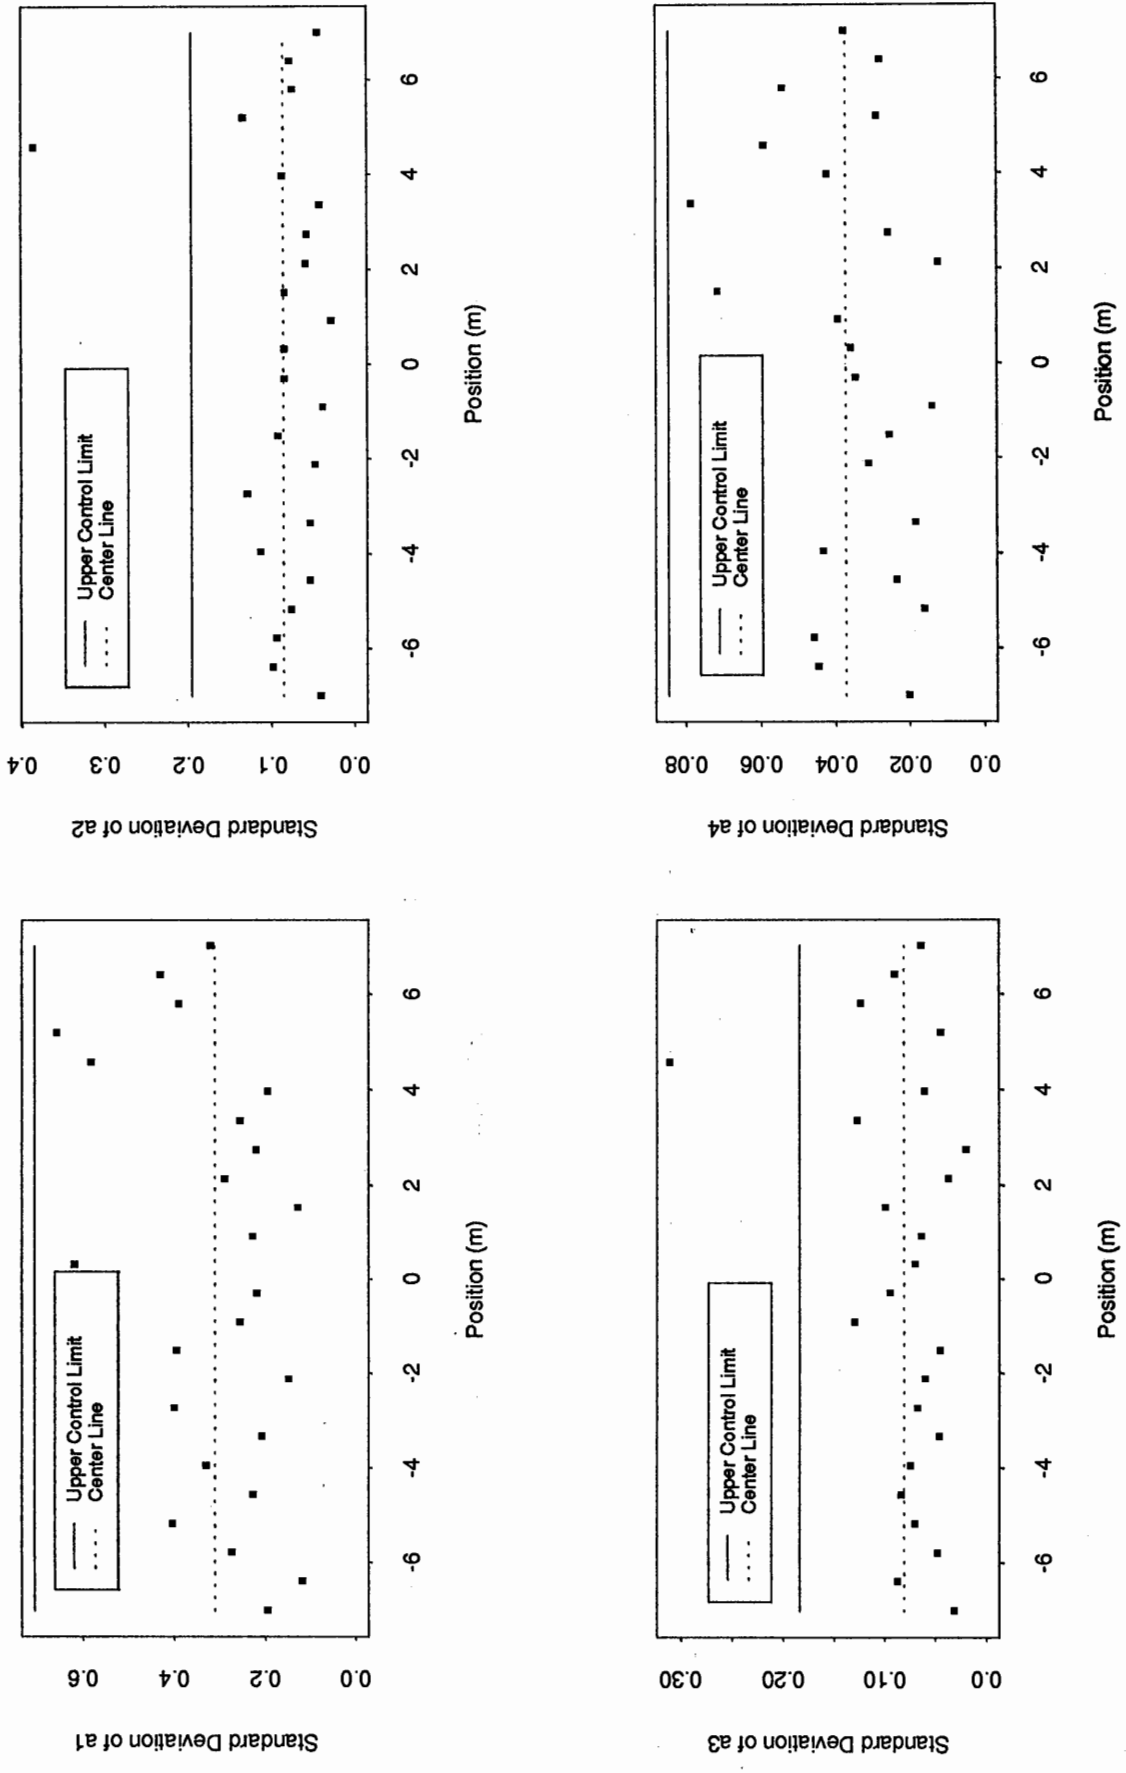 Standard Deviation of a1
0.0
0.2
0.4
0.6
Upper Control Limit
Center Line
-6
-4
-2
0
2
4
6
Position (m)
Standard Deviation of a2
0.0
0.1
0.2
0.3
0.4
Upper Control Limit
Center Line
-6
-4
-2
0
2
4
6
Position (m)
Standard Deviation of a3
0.0
0.10
0.20
0.30
Upper Control Limit
Center Line
-6
-4
-2
0
2
4
6
Position (m)
Standard Deviation of a4
0.0
0.02
0.04
0.06
0.08
Upper Control Limit
Center Line
-6
-4
-2
0
2
4
6
Position (m)